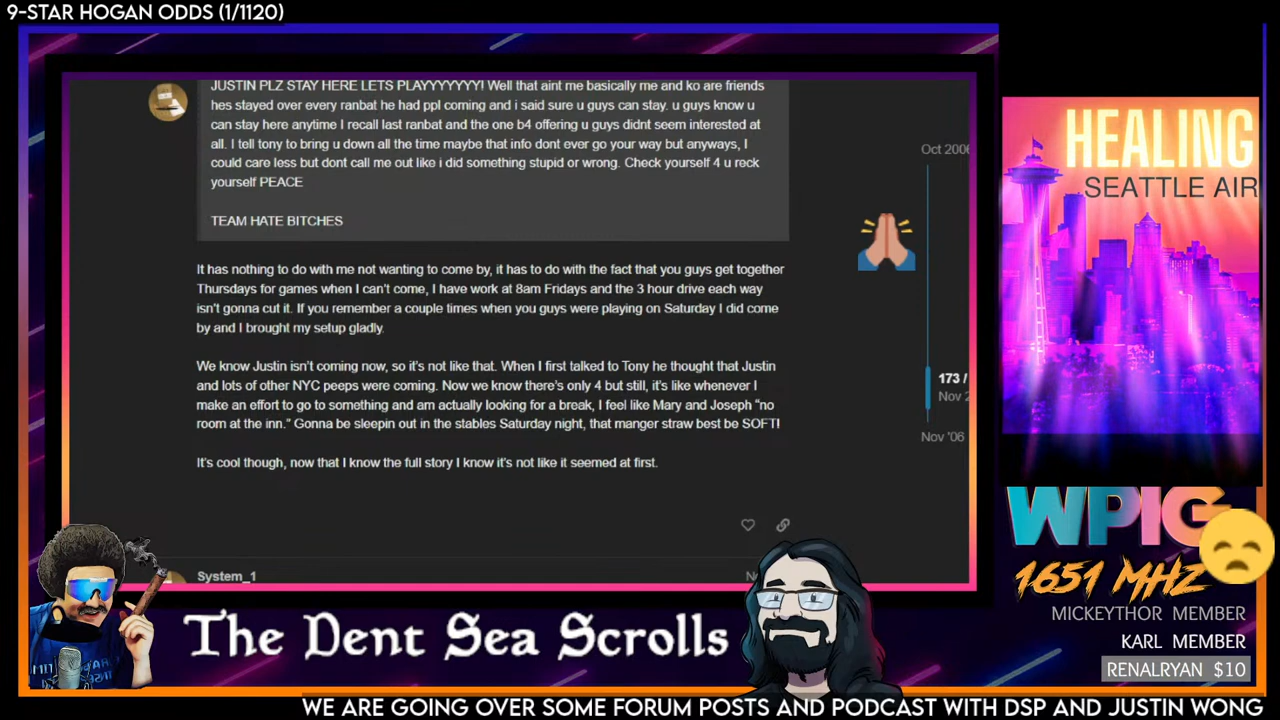 9-STAR HOGAN ODDS (1/1120)
JUSTIN PLZ STAY HERE LETS PLAYYYYYYY! Well that aint me basically me and ko are friends
hes stayed over every ranbat he had ppl coming and i said sure u guys can stay. u guys know u
can stay here anytime I recall last ranbat and the one b4 offering u guys didnt seem interested at
all. I tell tony to bring u down all the time maybe that info dont ever go your way but anyways, I
could care less but dont call me out like i did something stupid or wrong. Check yourself 4 u reck
yourself PEACE
TEAM HATE BITCHES
It has nothing to do with me not wanting to come by, it has to do with the fact that you guys get together
Thursdays for games when I can't come, I have work at 8am Fridays and the 3 hour drive each way
isn't gonna cut it. If you remember a couple times when you guys were playing on Saturday I did come
by and I brought my setup gladly.
We know Justin isn't coming now, so it's not like that. When I first talked to Tony he thought that Justin
and lots of other NYC peeps were coming. Now we know there's only 4 but still, it's like whenever I
make an effort to go to something and am actually looking for a break, I feel like Mary and Joseph "no
room at the inn." Gonna be sleepin out in the stables Saturday night, that manger straw best be SOFT!
It's cool though, now that I know the full story I know it's not like it seemed at first.
System_1
Oct 2006
173 /
Nov 2
Nov '06
HEALING
SEATTLE AIR
WPIG
1651 MHZ
MICKEYTHOR MEMBER
KARL MEMBER
RENALRYAN $10
The Dent Sea Scrolls
WE ARE GOING OVER SOME FORUM POSTS AND PODCAST WITH DSP AND JUSTIN WONG